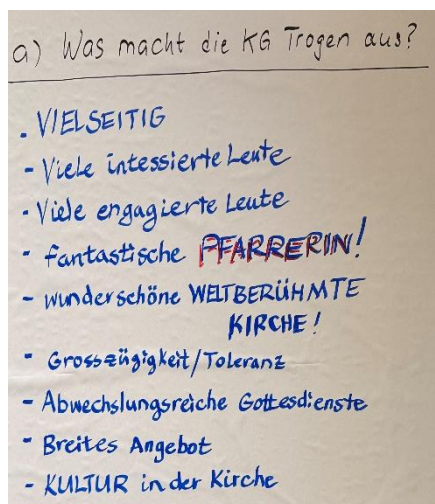 a) Was macht die KG Trogen aus?
. VIELSEITIG
- Viele intessierte Leute
- Viele engagierte Leute
- fantastische PFARRERIN!
- wunderschöne WELTBERÜHMTE
KIRCHE!
- Grosszügigkeit/Toleranz
- Abwechslungsreiche Gottesdienste
- Breites Angebot
- KULTUR in der Kirche